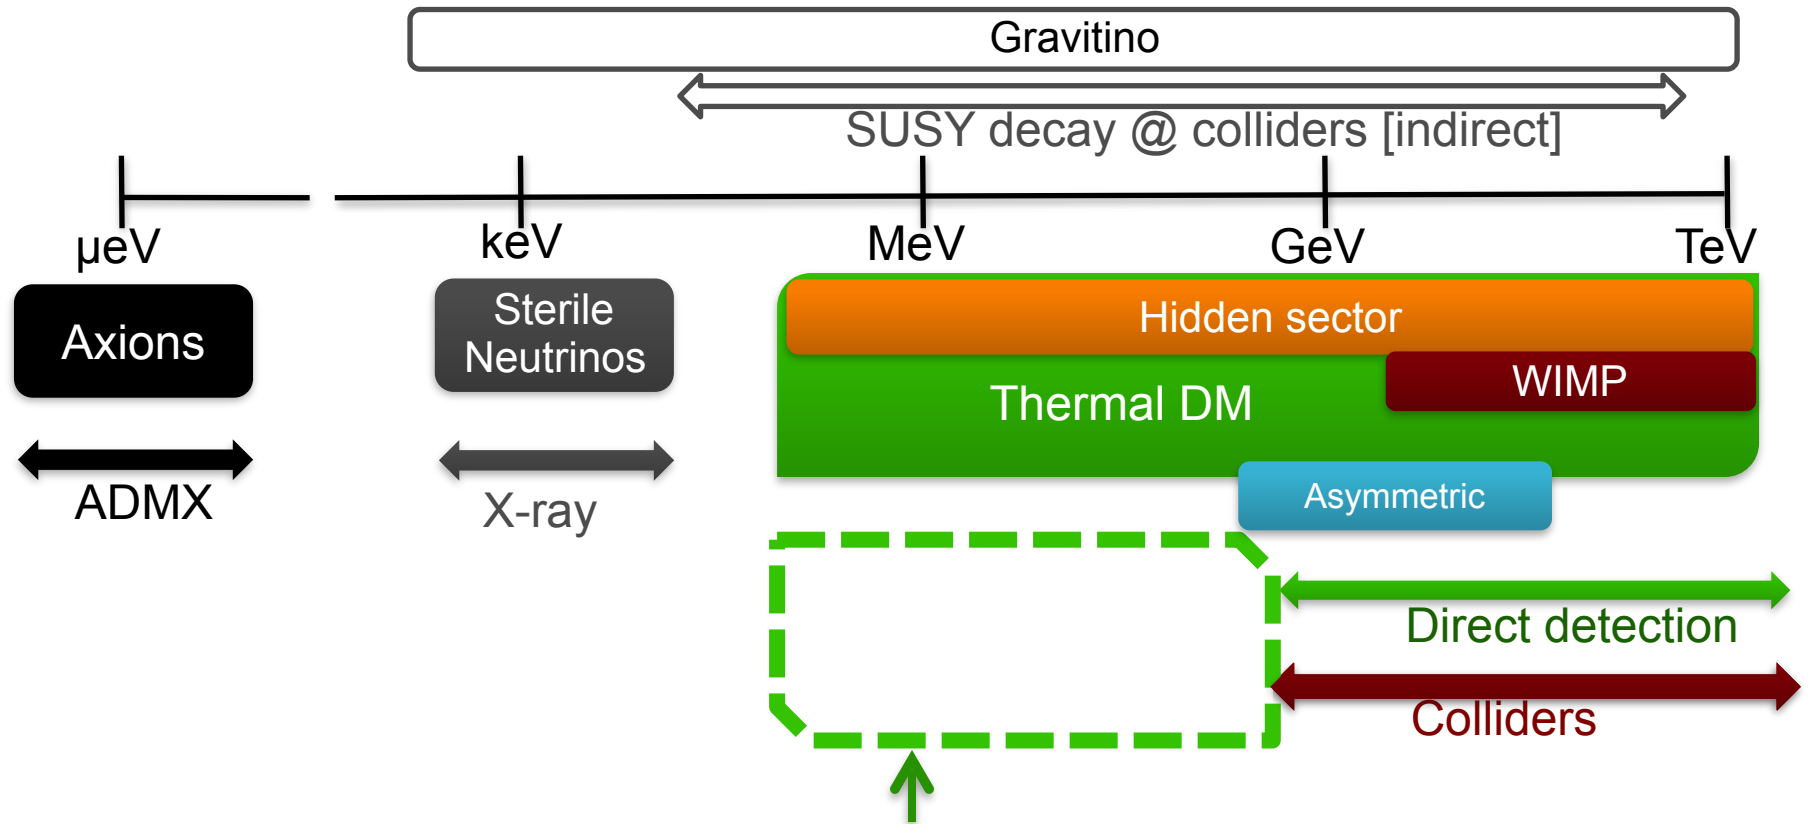 Gravitino
SUSY decay @ colliders [indirect]
µeV
keV
MeV
GeV
TeV
Axions
Sterile
Neutrinos
Hidden sector
WIMP
Thermal DM
ADMX
X-ray
Asymmetric
Direct detection
Colliders